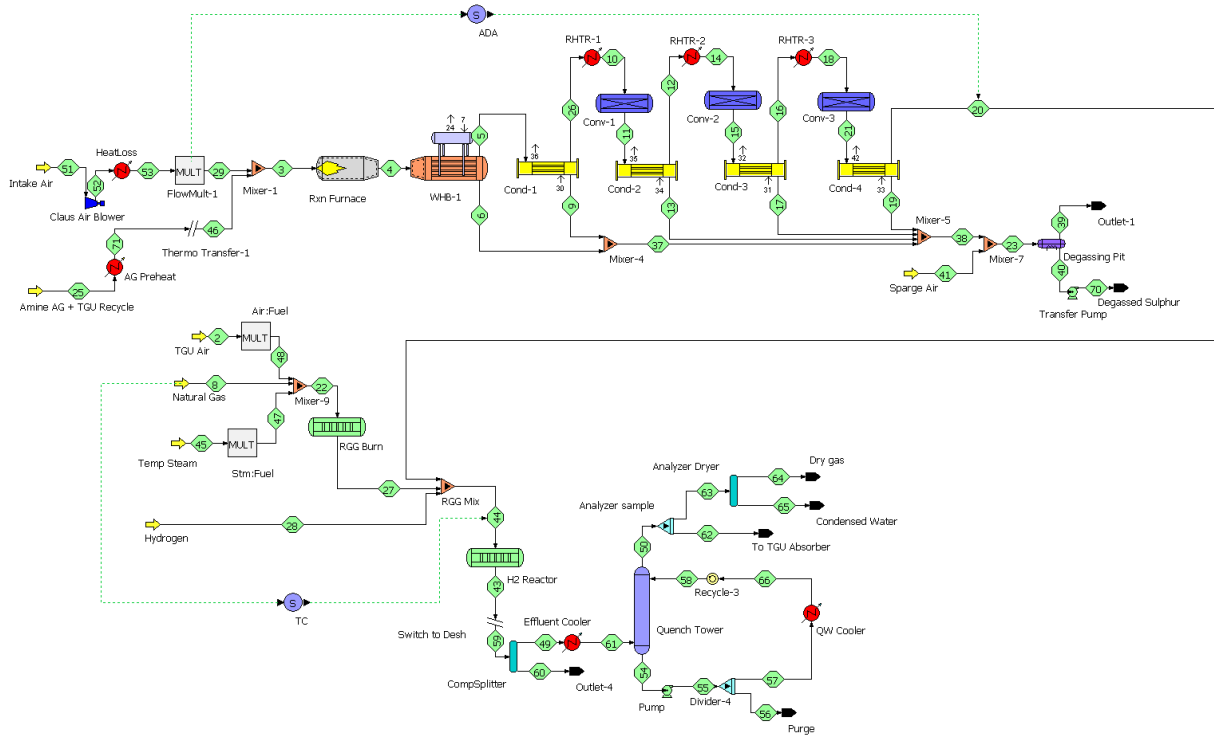 S
ADA
RHTR-1
10
RHTR-2
14
RHTR-3
18
26
12
16
20
Conv-1
Conv-2
Conv-3
11
15
21
24
7
5
51
HeatLoss
53
MULT
29
3
4
Intake Air
52
FlowMult-1
Mixer-1
Rxn Furnace
WHB-1
Cond-1
36
30
Cond-2
35
34
Cond-3
32
31
Cond-4
42
33
Claus Air Blower
6
9
13
17
19
Mixer-5
39
Outlet-1
71
46
Thermo Transfer-1
37
Mixer-4
38
23
Mixer-7
Degassing Pit
AG Preheat
25
Amine AG + TGU Recycle
41
Sparge Air
40
70
Transfer Pump
Degassed Sulphur
Air:Fuel
2
MULT
TGU Air
48
8
22
Natural Gas
Mixer-9
47
45
MULT
RGG Burn
Temp Steam
Stm:Fuel
27
RGG Mix
28
Hydrogen
44
Analyzer Dryer
Dry gas
63
64
65
Analyzer sample
Condensed Water
50
62
To TGU Absorber
H2 Reactor
43
58
66
Recycle-3
S
TC
Switch to Desh
59
Effluent Cooler
49
61
Quench Tower
QW Cooler
CompSplitter
60
Outlet-4
54
55
57
Pump
Divider-4
56
Purge